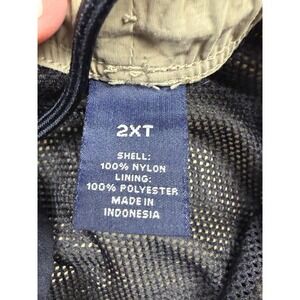 2XT
SHELL:
100% NYLON
LINING:
100% POLYESTER
MADE IN
INDONESIA